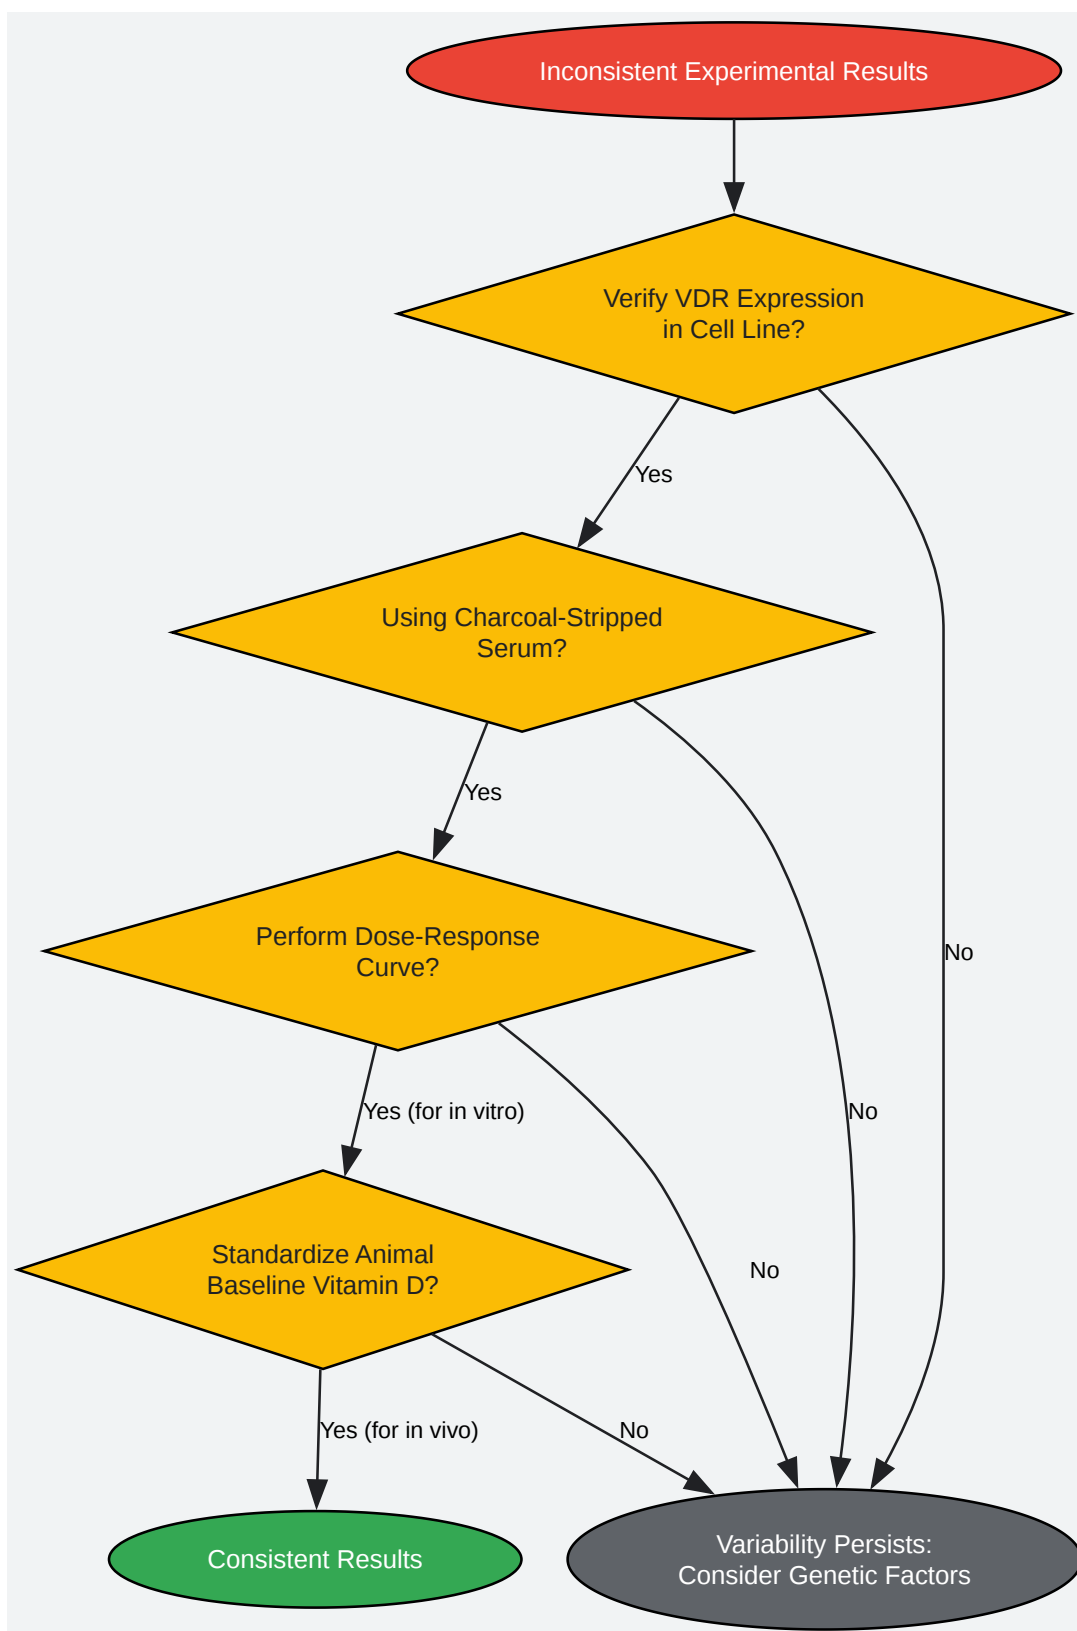 Inconsistent Experimental Results
Verify VDR Expression
in Cell Line?
Yes
Using Charcoal-Stripped
Serum?
Yes
Perform Dose-Response
Curve?
No
Yes (for in vitro)
No
Standardize Animal
Baseline Vitamin D?
No
Yes (for in vivo)
No
Consistent Results
Variability Persists:
Consider Genetic Factors